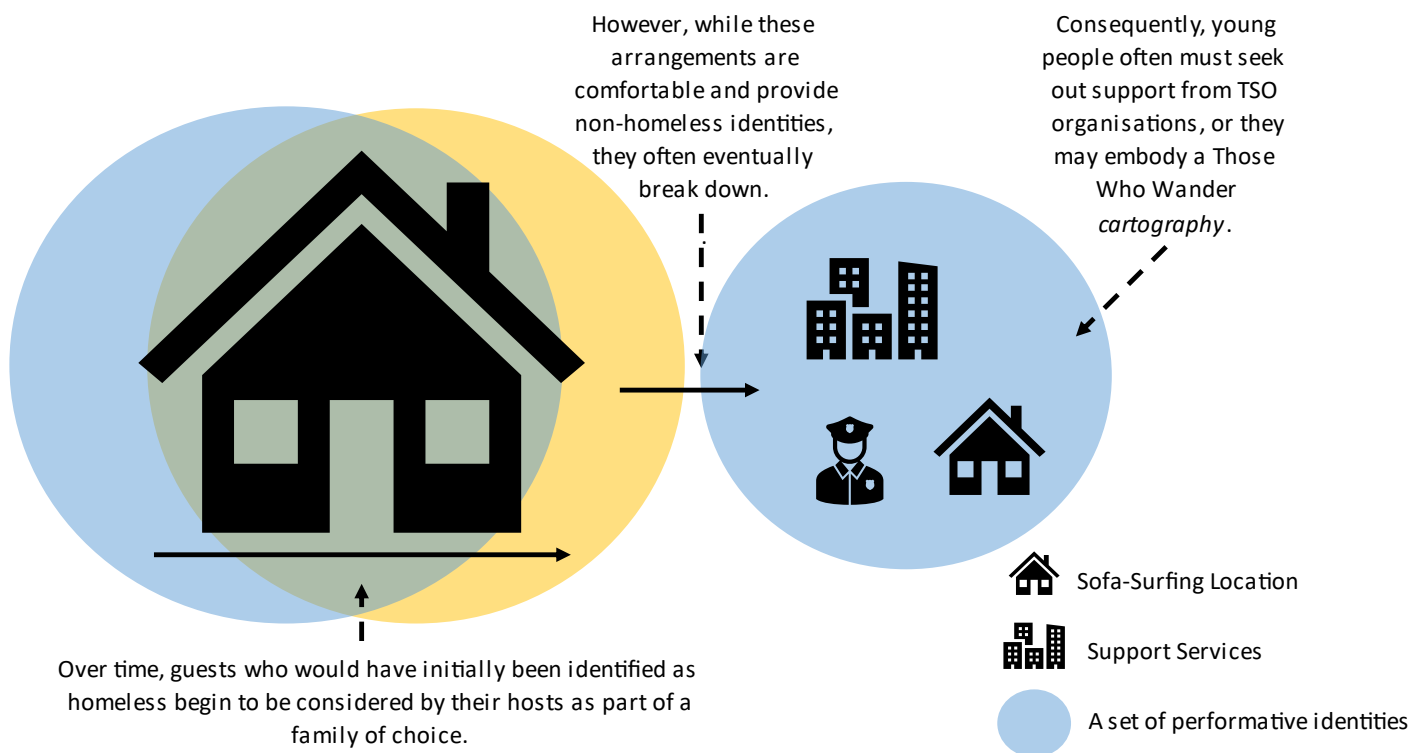 However, while these
arrangements are
comfortable and provide
non-homeless identities,
they often eventually
break down.
Consequently, young
people often must seek
out support from TSO
organisations, or they
may embody a Those
Who Wander
cartography.
Over time, guests who would have initially been identified as
homeless begin to be considered by their hosts as part of a
family of choice.
Sofa-Surfing Location
Support Services
A set of performative identities